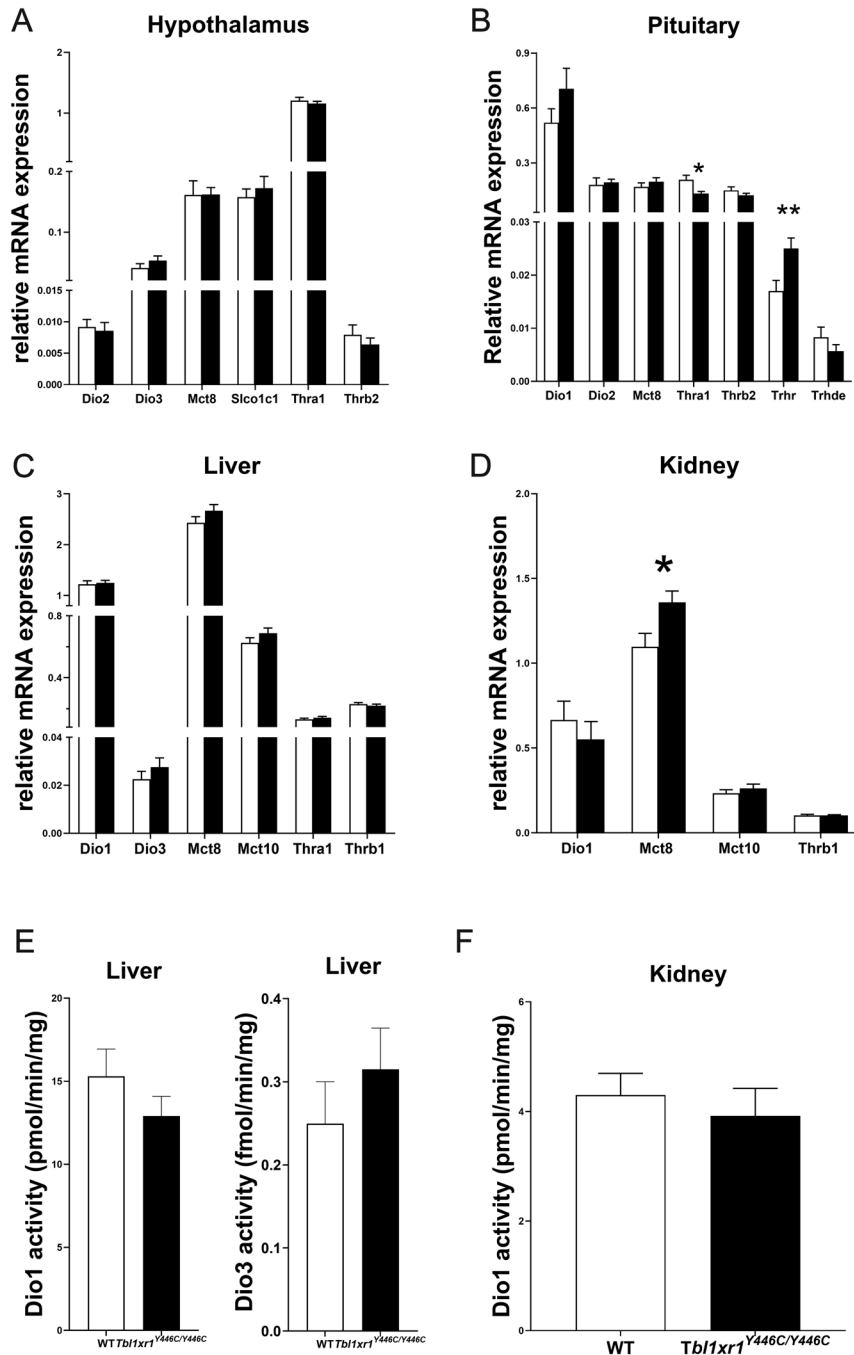 A
Hypothalamus
relative mRNA expression
2
1
0.2
0.1
0.015
0.010
0.005
0.000
Dio2 Dio3 Mct8 Slco1c1 Thra1 Thrb2
B
Pituitary
Relative mRNA expression
0.9
0.6
0.3
0.03
0.02
0.01
0.00
*
**
Dio1 Dio2 Mct8 Thra1 Thrb2 Trhr Trhde
C
Liver
relative mRNA expression
3
2
1
0.8
0.4
0.04
0.02
0.00
Dio1 Dio3 Mct8 Mct10 Thra1 Thrb1
D
Kidney
relative mRNA expression
2.0
1.5
1.0
0.5
0.0
*
Dio1 Mct8 Mct10 Thrb1
E
Liver
Dio1 activity (pmol/min/mg)
20
15
10
5
0
WT Tbl1xr1Y446C/Y446C
Liver
Dio3 activity (fmol/min/mg)
0.4
0.3
0.2
0.1
0.0
WT Tbl1xr1Y446C/Y446C
F
Kidney
Dio1 activity (pmol/min/mg)
6
4
2
0
WT Tbl1xr1Y446C/Y446C